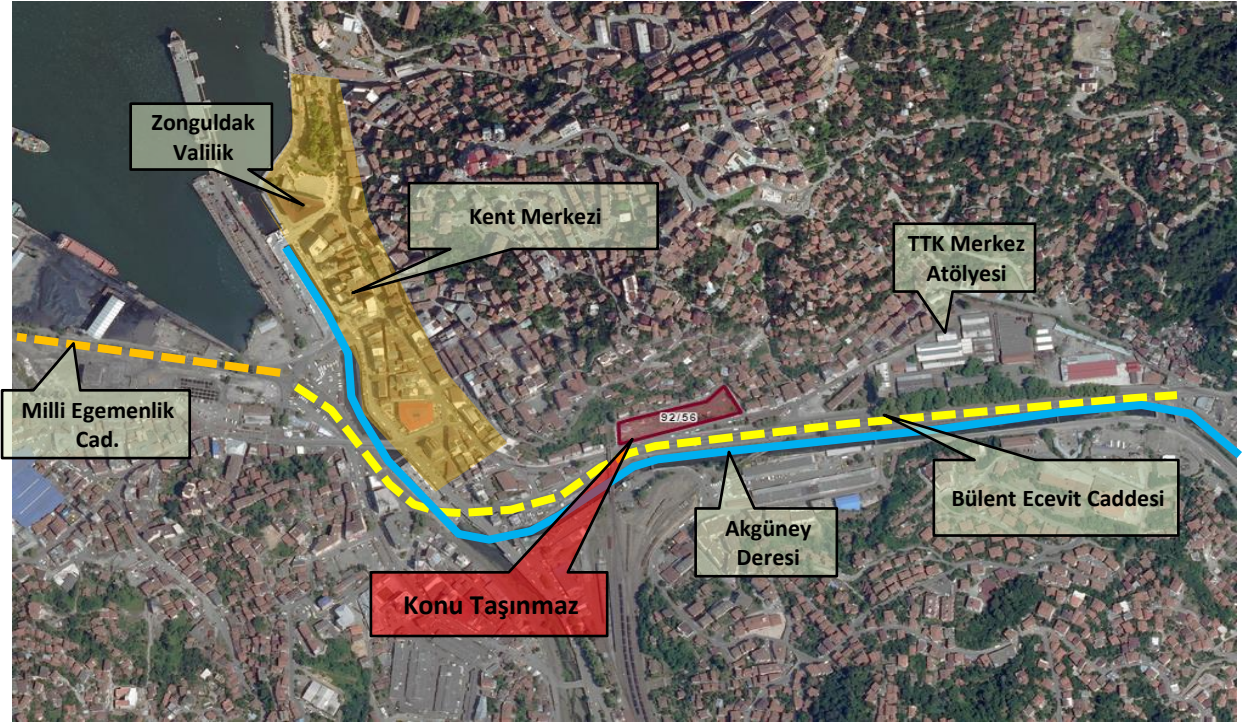 Zonguldak
Valilik
Kent Merkezi
TTK Merkez
Atölyesi
Milli Egemenlik
Cad.
92/56
Bülent Ecevit Caddesi
Akgüney
Deresi
Konu Taşınmaz